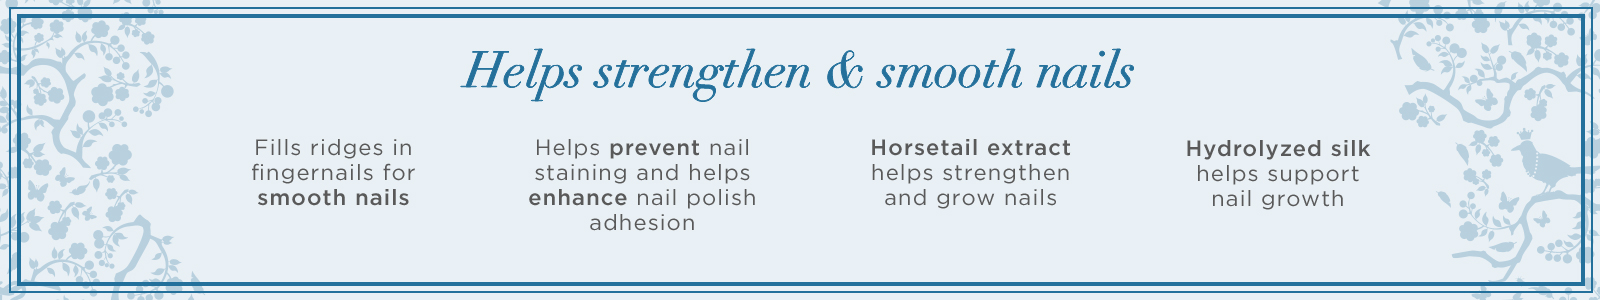 Helps strengthen & smooth nails
Fills ridges in
fingernails for
smooth nails
Helps prevent nail
staining and helps
enhance nail polish
adhesion
Horsetail extract
helps strengthen
and grow nails
Hydrolyzed silk
helps support
nail growth